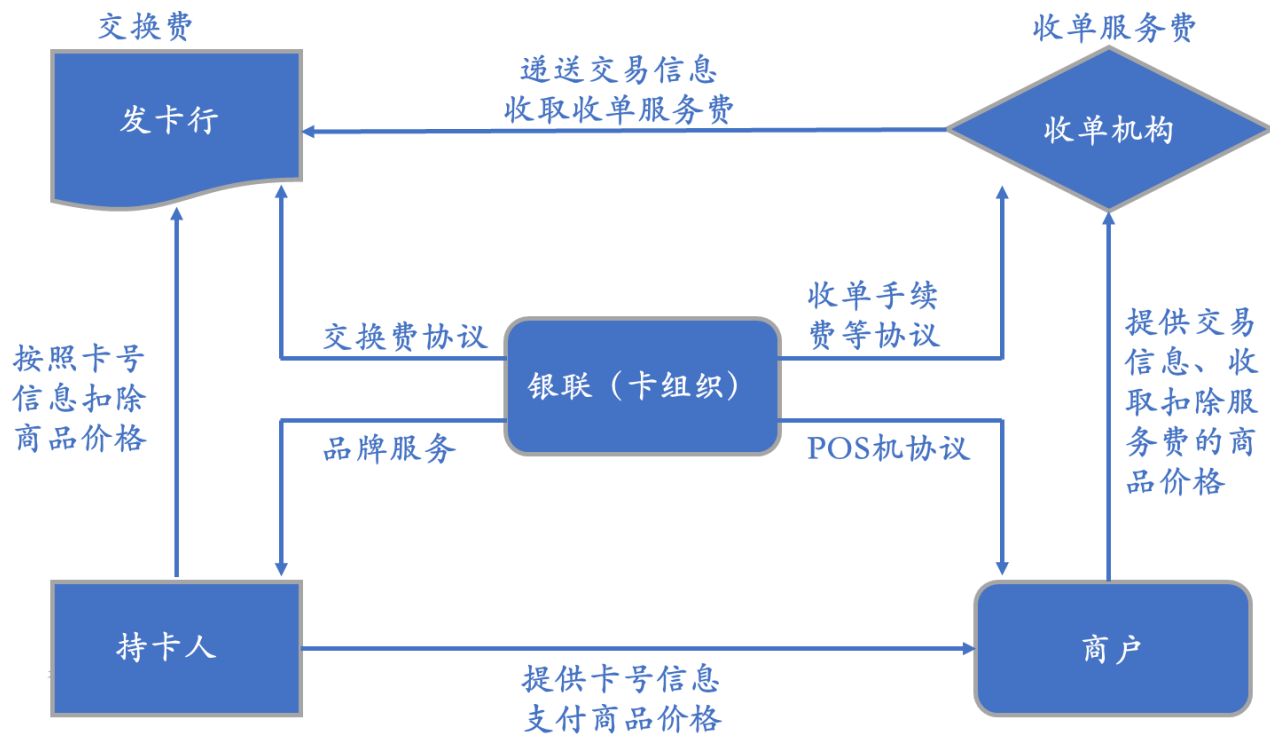 交换费
收单服务费
发卡行
递送交易信息
收取收单服务费
收单机构
交换费协议
收单手续
费等协议
按照卡号
信息扣除
商品价格
银联（卡组织）
提供交易
信息、收
取扣除服
务费的商
品价格
品牌服务
POS机协议
持卡人
提供卡号信息
支付商品价格
商户